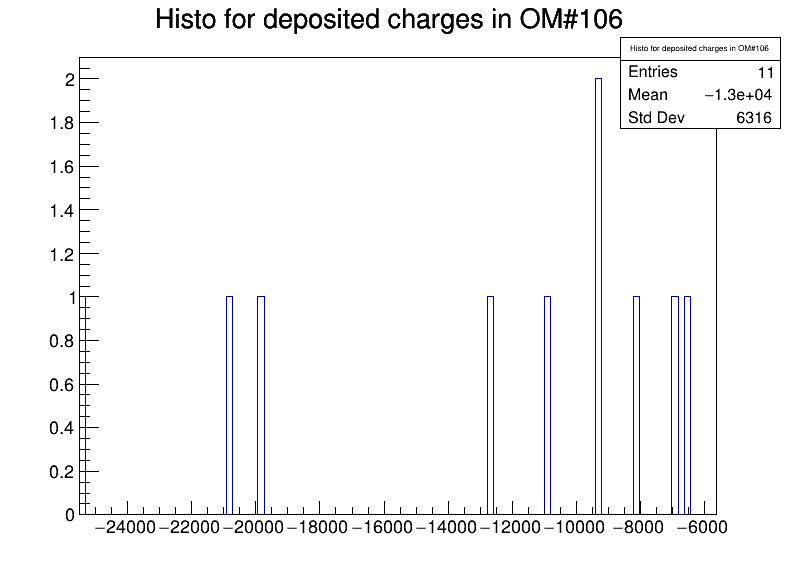 Histo for deposited charges in OM#106
Histo for deposited charges in OM#106
Entries 11
Mean −1.3e+04
Std Dev 6316
2
1.8
1.6
1.4
1.2
1
0.8
0.6
0.4
0.2
0
−24000 −22000 −20000 −18000 −16000 −14000 −12000 −10000 −8000 −6000